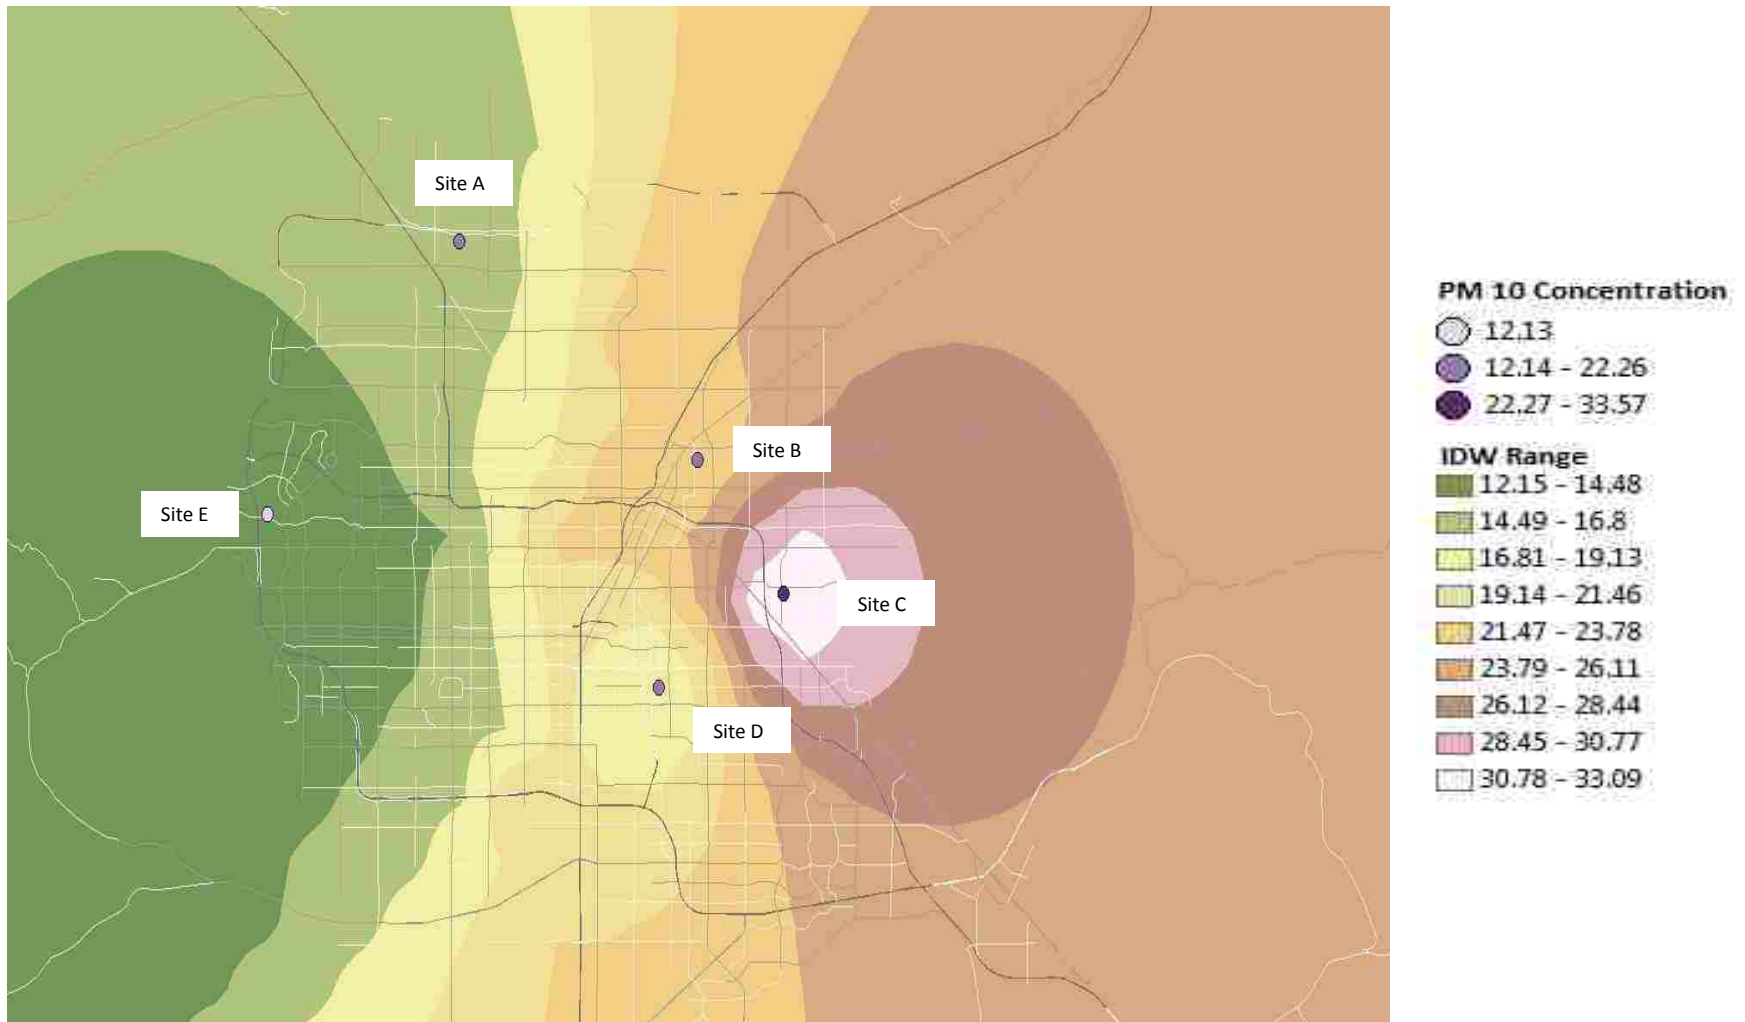 Site A
Site B
Site E
Site C
Site D
PM 10 Concentration
12.13
12.14 - 22.26
22.27 - 33.57
IDW Range
12.15 - 14.48
14.49 - 16.8
16.81 - 19.13
19.14 - 21.46
21.47 - 23.78
23.79 - 26.11
26.12 - 28.44
28.45 - 30.77
30.78 - 33.09